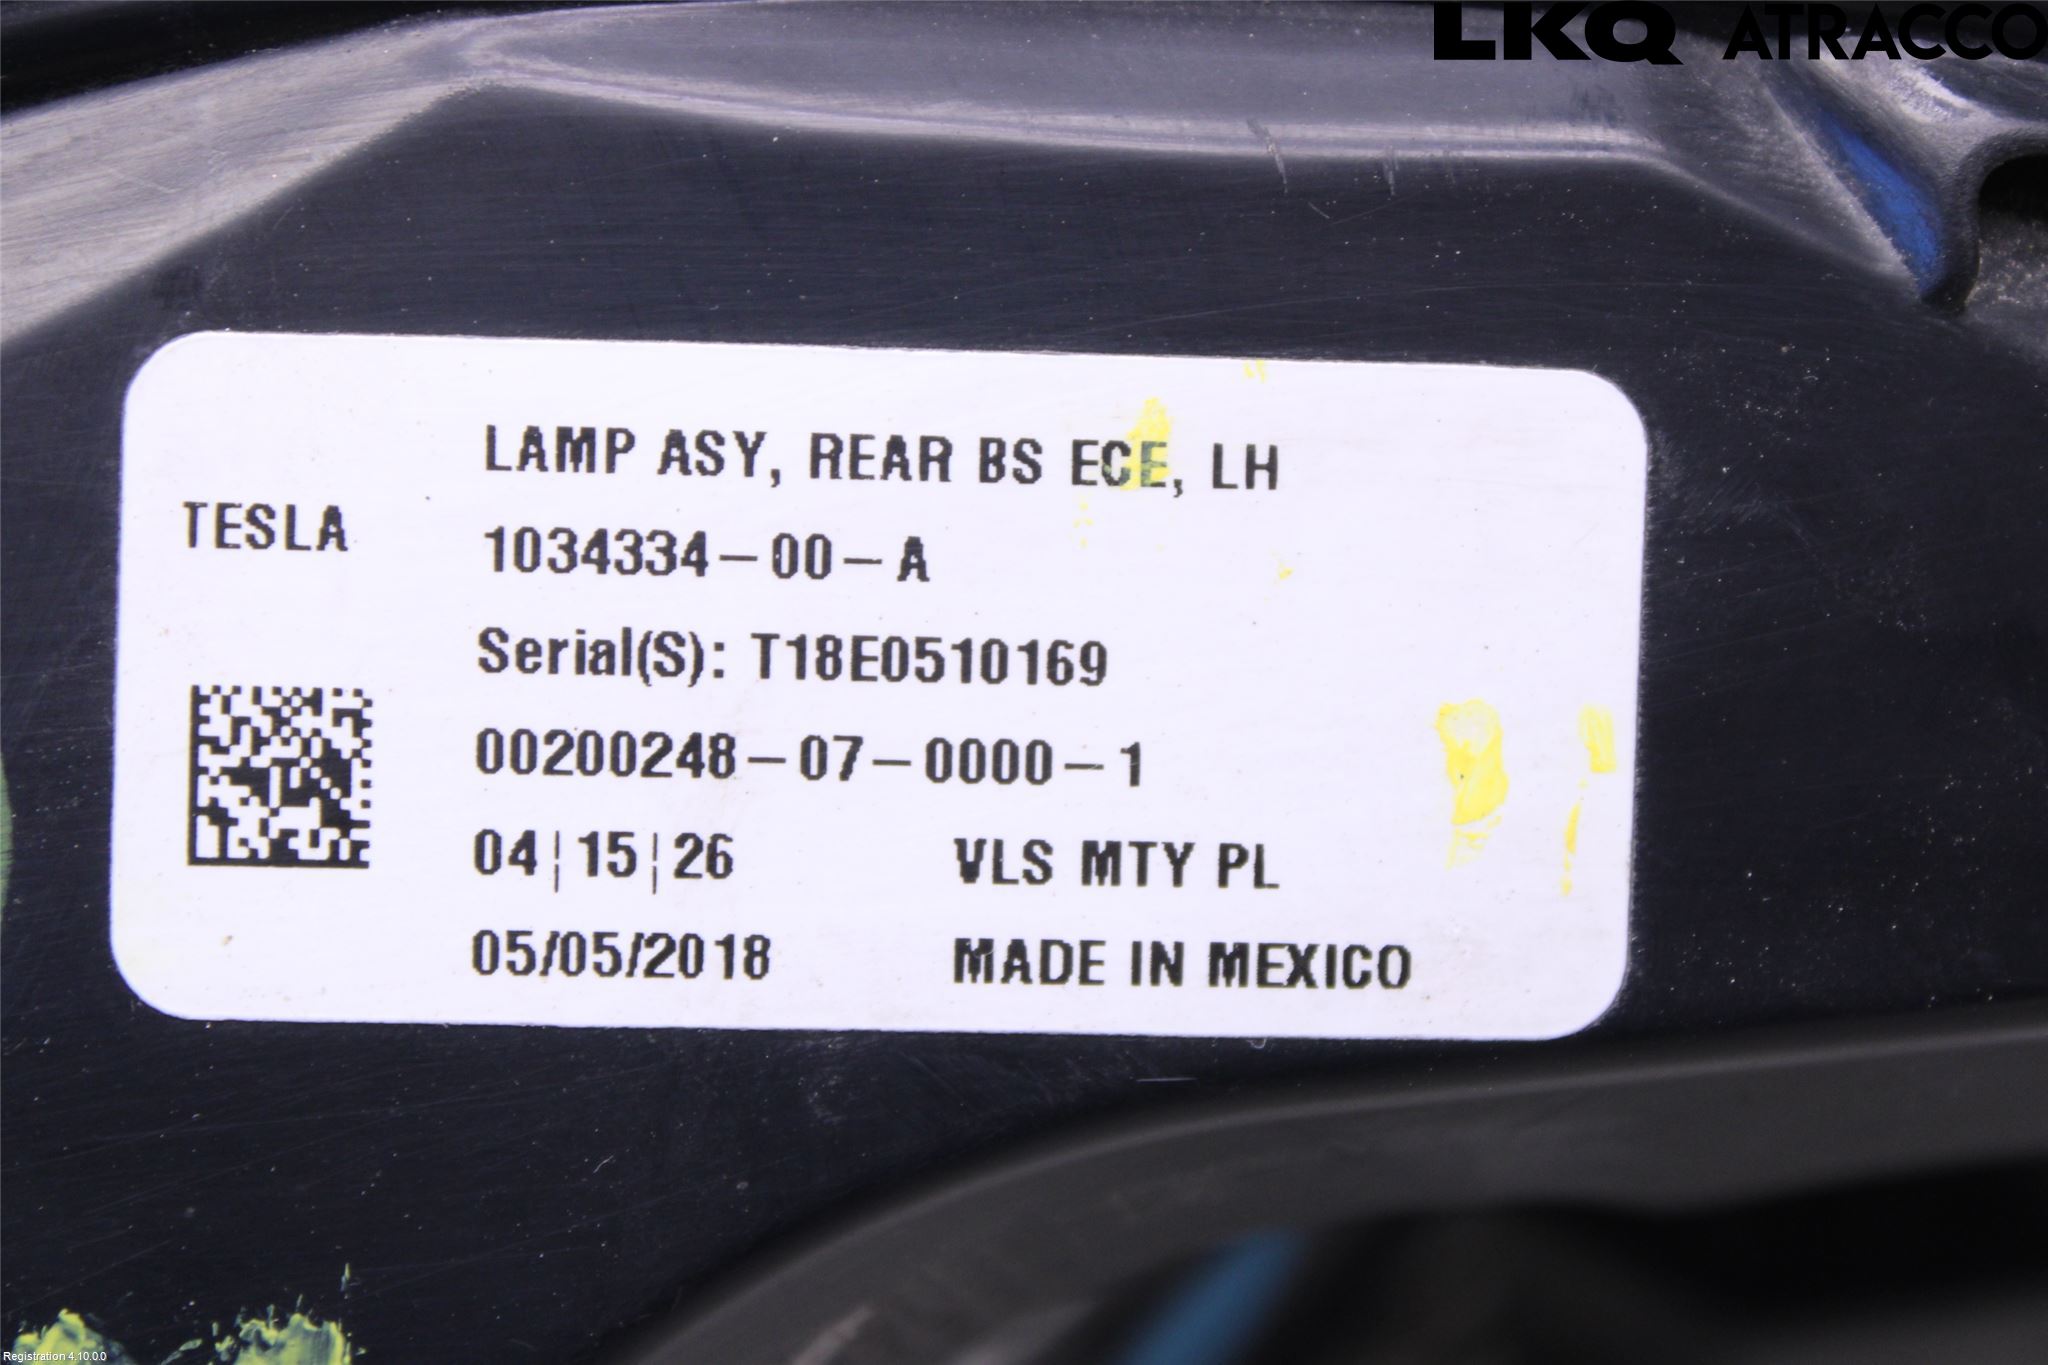 LKQ ATRACCO
LAMP ASY, REAR BS ECE, LH
TESLA
1034334-00-A
Serial(S): T18E0510169
00200248-07-0000-1
04|15|26 VLS MTY PL
05/05/2018 MADE IN MEXICO
Registration 4.10.0.0